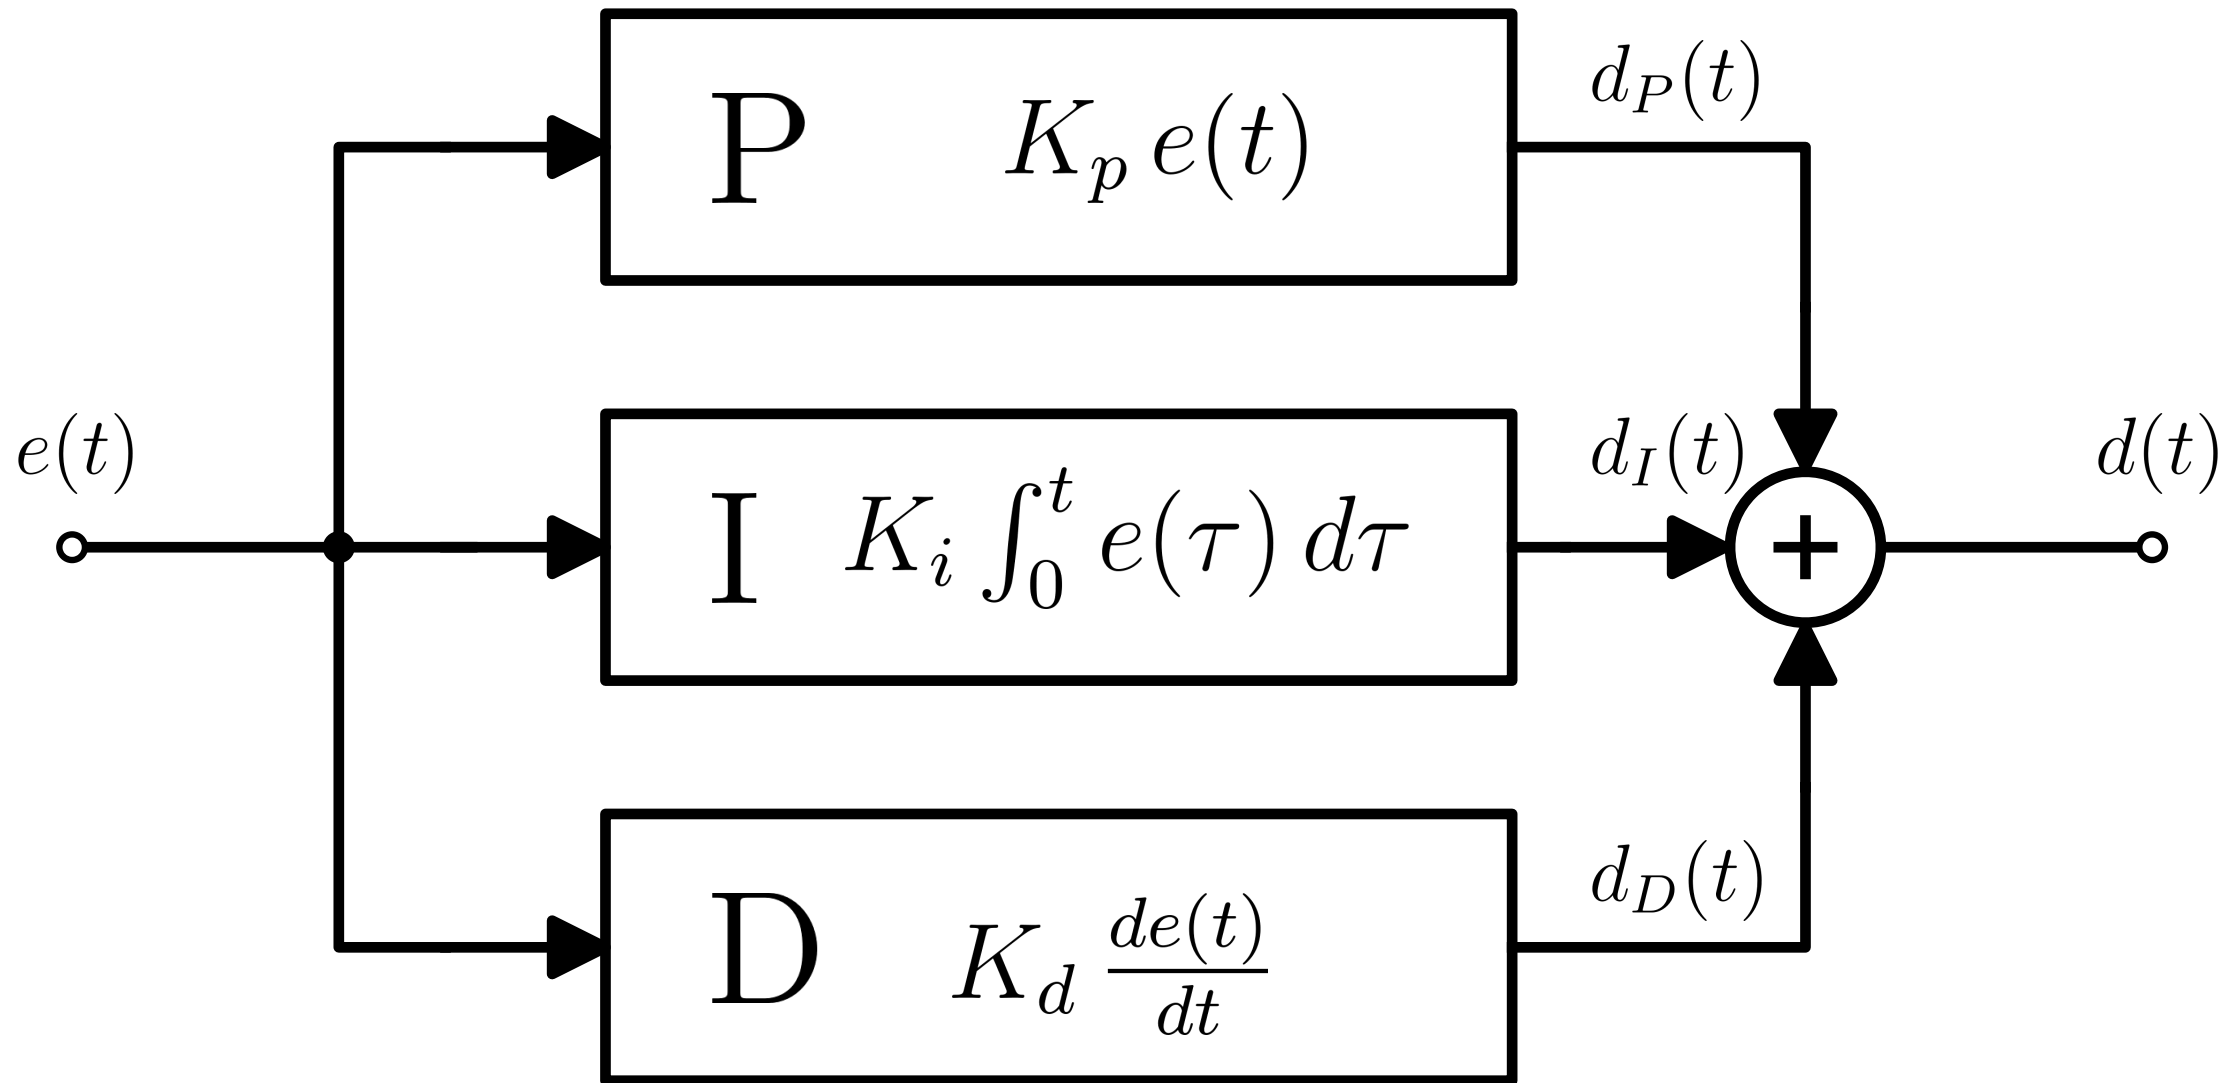 d_P(t)
P K_p e(t)
e(t)
I K_i ∫_0^t e(τ) dτ
d_I(t)
d(t)
d_D(t)
D K_d de(t)/dt
+